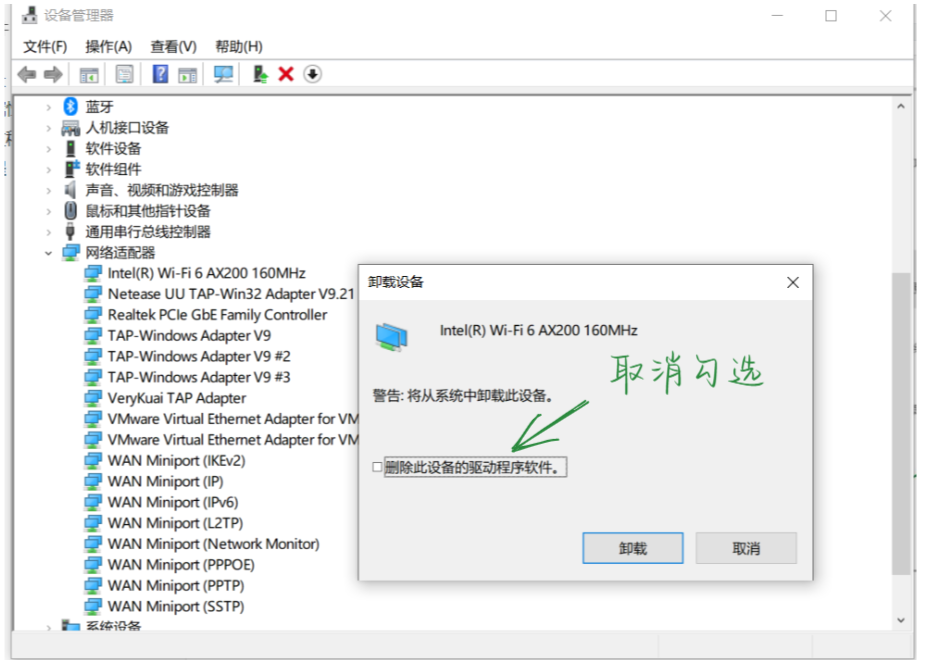 设备管理器
文件(F) 操作(A) 查看(V) 帮助(H)
蓝牙
人机接口设备
软件设备
软件组件
声音、视频和游戏控制器
鼠标和其他指针设备
通用串行总线控制器
网络适配器
Intel(R) Wi-Fi 6 AX200 160MHz
Netease UU TAP-Win32 Adapter V9.21
Realtek PCIe GbE Family Controller
TAP-Windows Adapter V9
TAP-Windows Adapter V9 #2
TAP-Windows Adapter V9 #3
VeryKuai TAP Adapter
VMware Virtual Ethernet Adapter for VM
VMware Virtual Ethernet Adapter for VM
WAN Miniport (IKEv2)
WAN Miniport (IP)
WAN Miniport (IPv6)
WAN Miniport (L2TP)
WAN Miniport (Network Monitor)
WAN Miniport (PPPOE)
WAN Miniport (PPTP)
WAN Miniport (SSTP)
系统设备
卸载设备
Intel(R) Wi-Fi 6 AX200 160MHz
取消勾选
警告: 将从系统中卸载此设备。
删除此设备的驱动程序软件。
卸载 取消